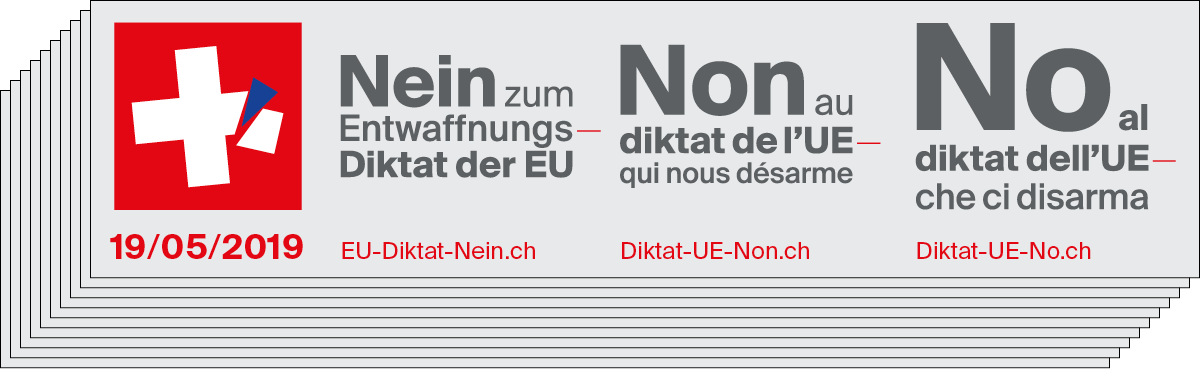 19/05/2019
Nein zum
Entwaffnungs—
Diktat der EU
EU-Diktat-Nein.ch
Non au
diktat de l’UE—
qui nous désarme
Diktat-UE-Non.ch
No al
diktat dell’UE—
che ci disarma
Diktat-UE-No.ch